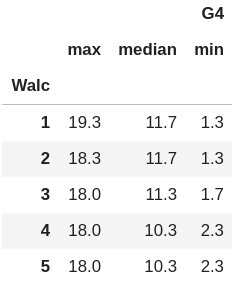 G4
max median min
Walc
1 19.3 11.7 1.3
2 18.3 11.7 1.3
3 18.0 11.3 1.7
4 18.0 10.3 2.3
5 18.0 10.3 2.3